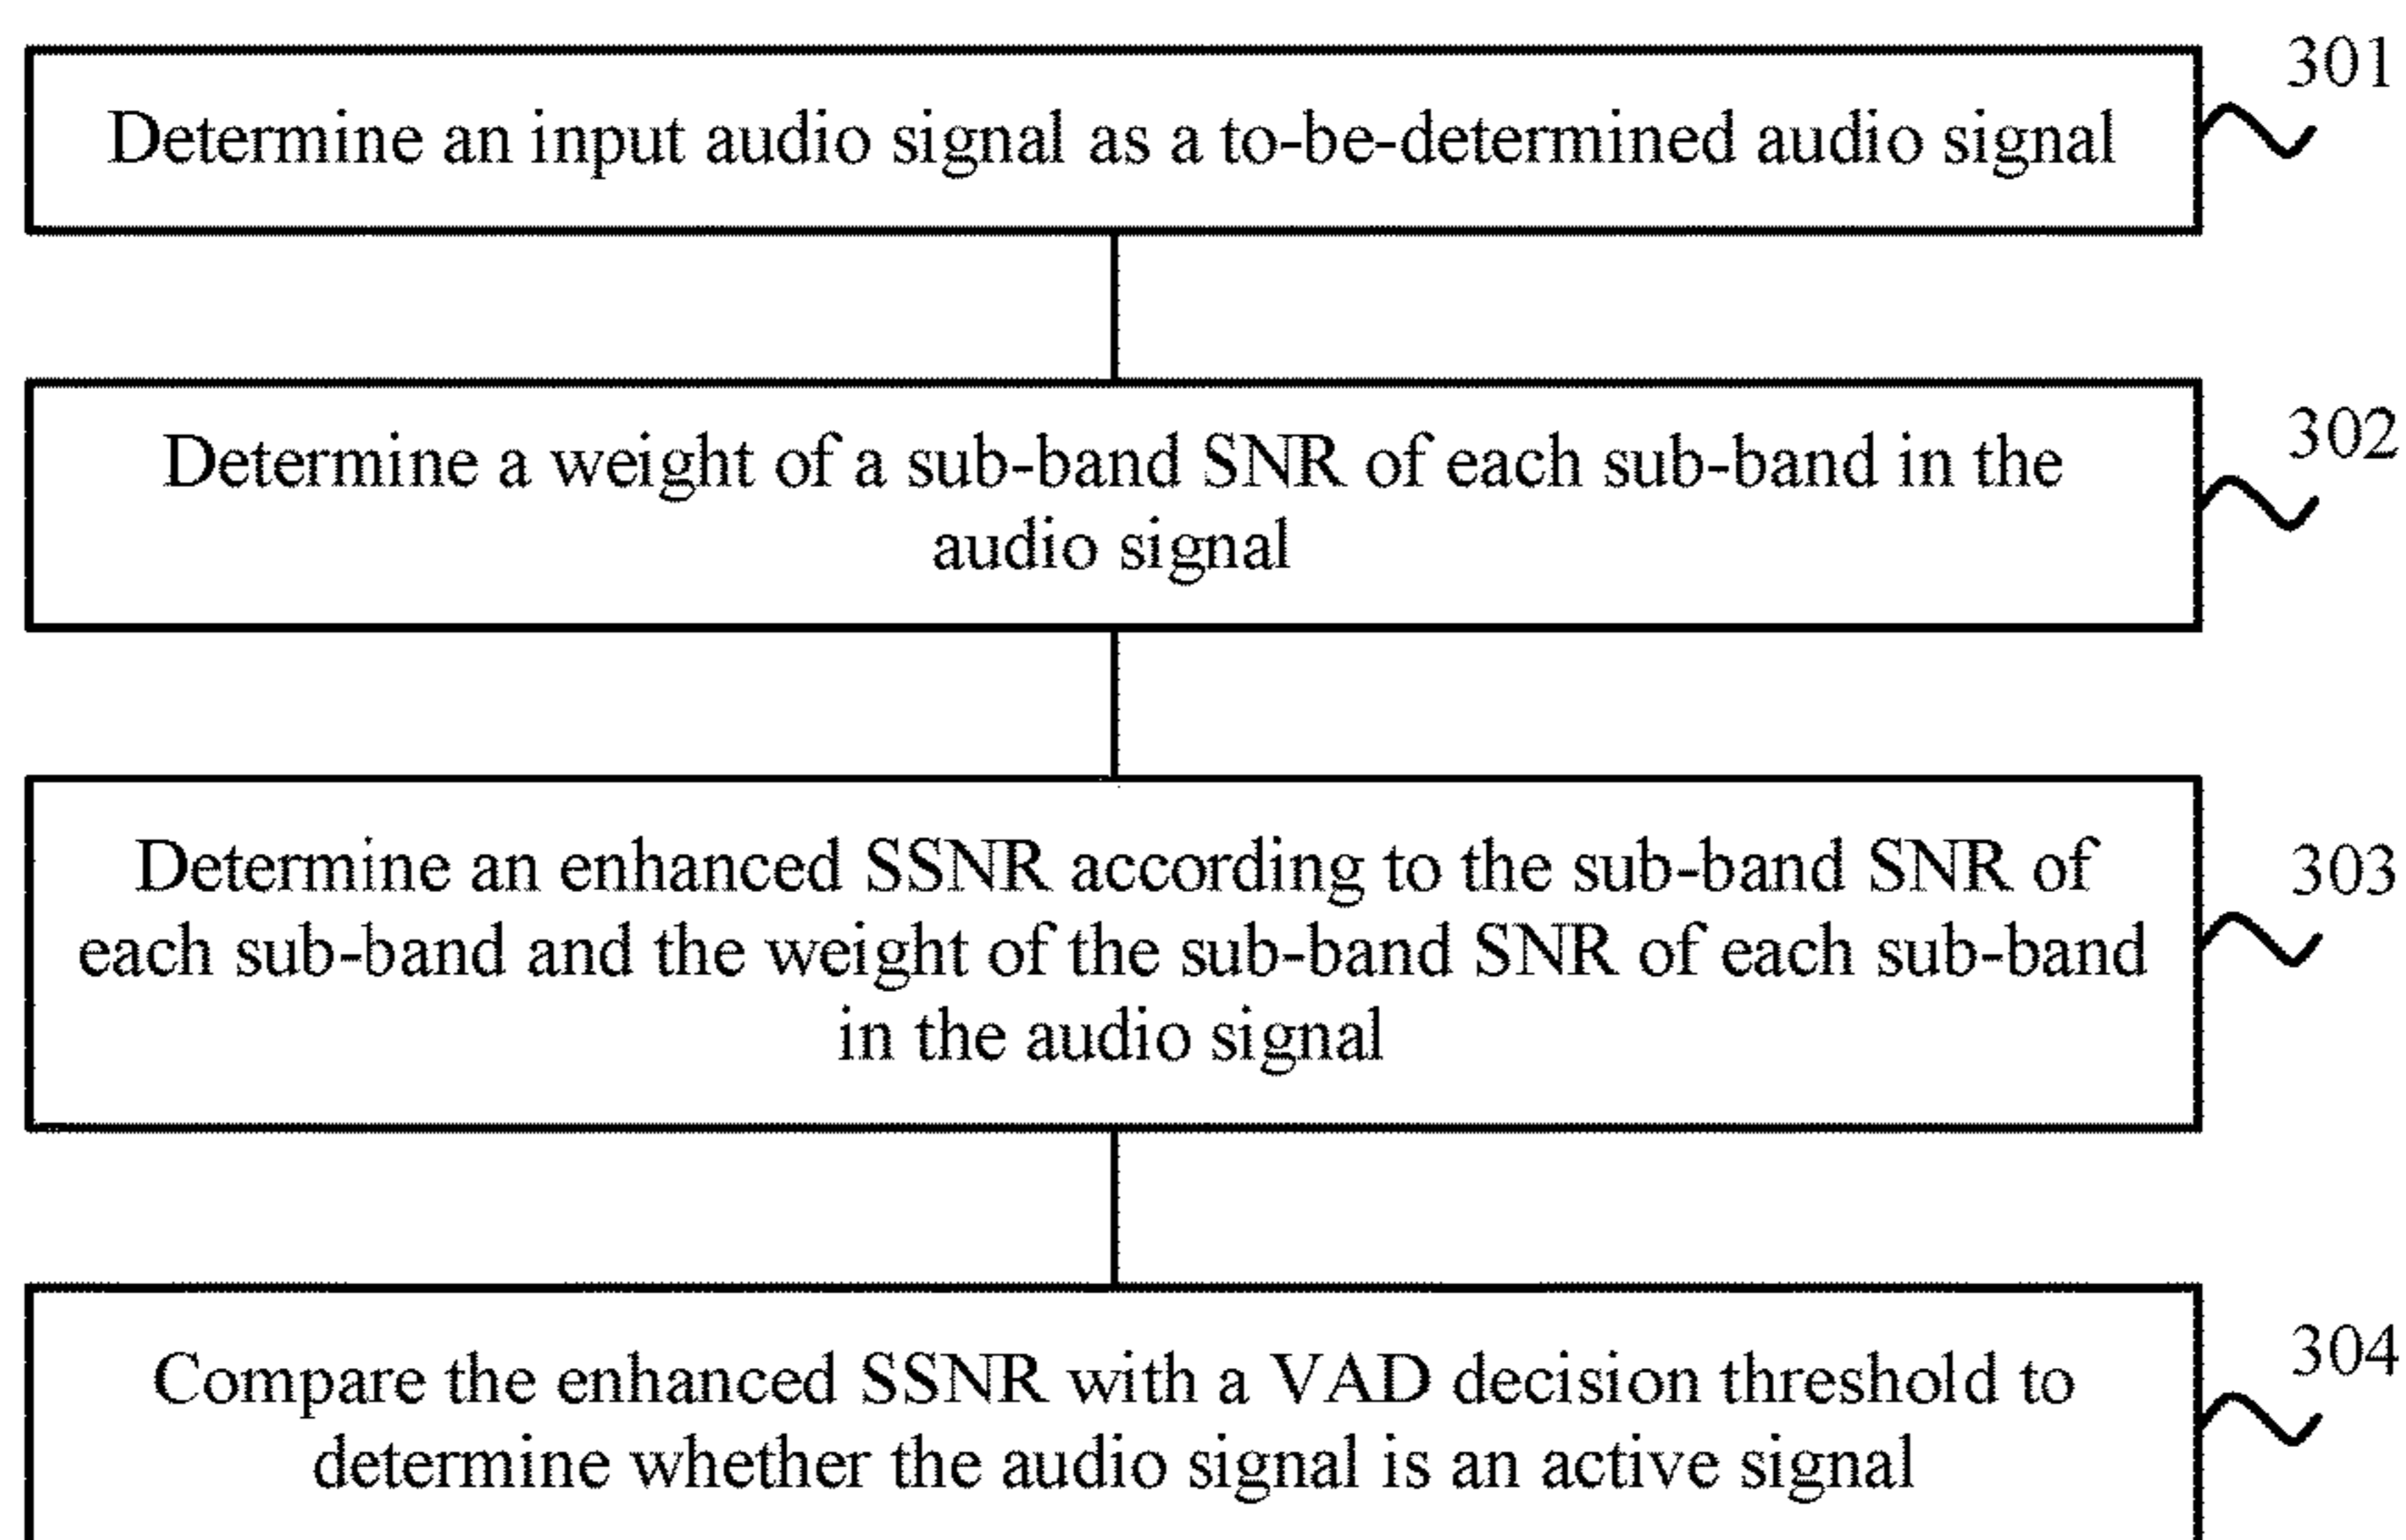 301
Determine an input audio signal as a to-be-determined audio signal
302
Determine a weight of a sub-band SNR of each sub-band in the
audio signal
303
Determine an enhanced SSNR according to the sub-band SNR of
each sub-band and the weight of the sub-band SNR of each sub-band
in the audio signal
304
Compare the enhanced SSNR with a VAD decision threshold to
determine whether the audio signal is an active signal